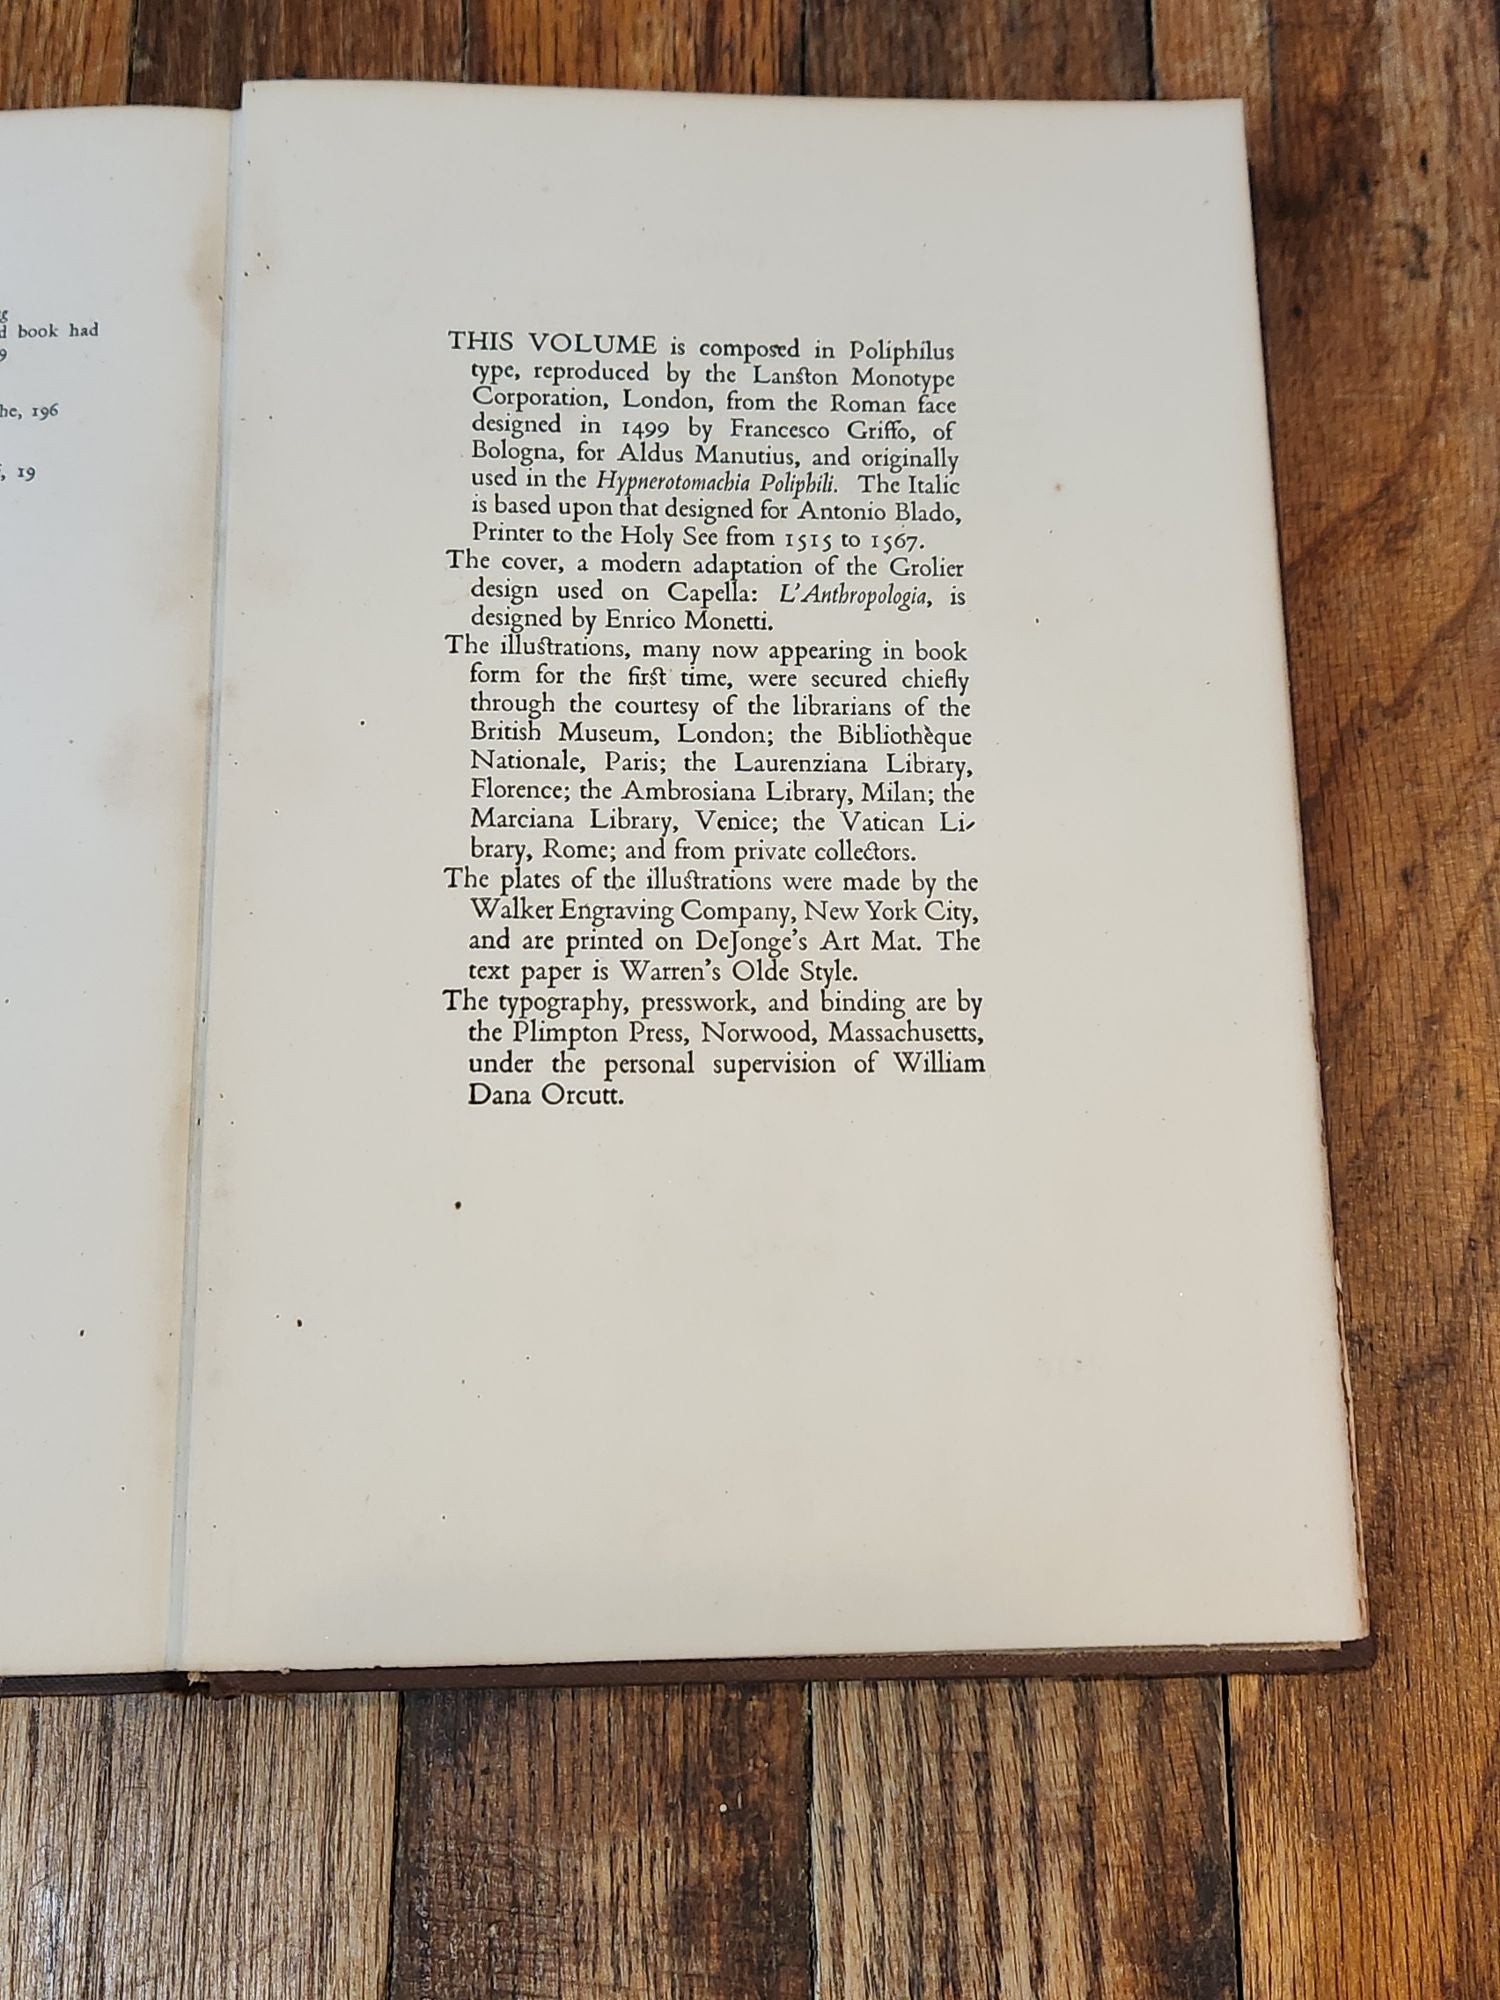 book had
9
he, 196
, 19
THIS VOLUME is composed in Poliphilus
type, reproduced by the Lanston Monotype
Corporation, London, from the Roman face
designed in 1499 by Francesco Griffo, of
Bologna, for Aldus Manutius, and originally
used in the Hypnerotomachia Poliphili. The Italic
is based upon that designed for Antonio Blado,
Printer to the Holy See from 1515 to 1567.
The cover, a modern adaptation of the Grolier
design used on Capella: L'Anthropologia, is
designed by Enrico Monetti.
The illustrations, many now appearing in book
form for the first time, were secured chiefly
through the courtesy of the librarians of the
British Museum, London; the Bibliothèque
Nationale, Paris; the Laurenziana Library,
Florence; the Ambrosiana Library, Milan; the
Marciana Library, Venice; the Vatican Li-
brary, Rome; and from private collectors.
The plates of the illustrations were made by the
Walker Engraving Company, New York City,
and are printed on DeJonge's Art Mat. The
text paper is Warren's Olde Style.
The typography, presswork, and binding are by
the Plimpton Press, Norwood, Massachusetts,
under the personal supervision of William
Dana Orcutt.